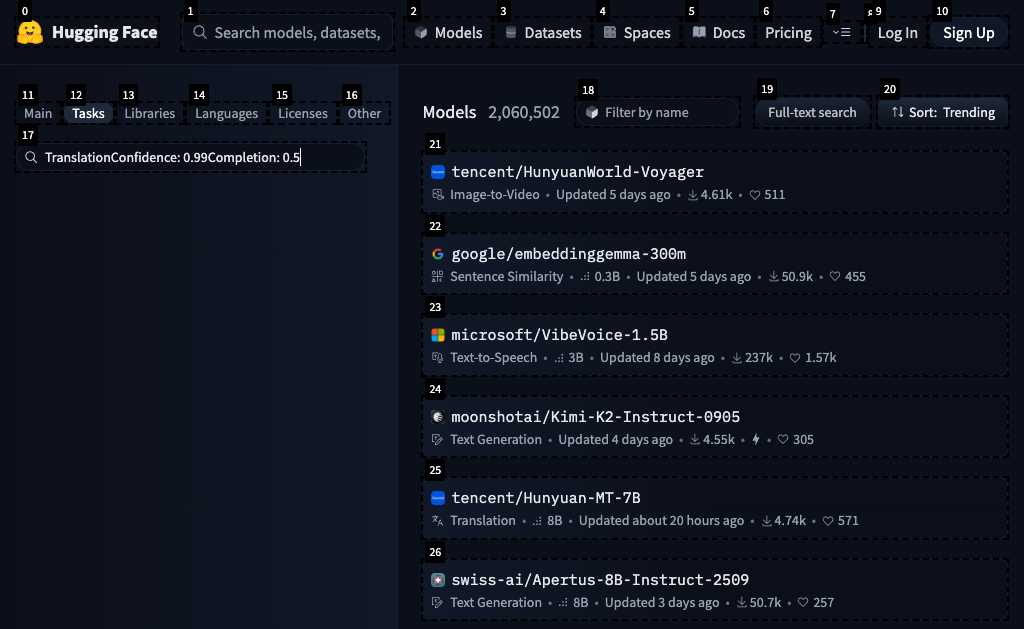 0 1 2 3 4 5 6 7 9 10
Hugging Face Search models, datasets, Models Datasets Spaces Docs Pricing Log In Sign Up
11 12 13 14 15 16
Main Tasks Libraries Languages Licenses Other
17
TranslationConfidence: 0.99Completion: 0.5
18 19 20
Models 2,060,502 Filter by name Full-text search Sort: Trending
21
tencent/HunyuanWorld-Voyager
Image-to-Video • Updated 5 days ago • 4.61k • 511
22
google/embeddinggemma-300m
Sentence Similarity • 0.3B • Updated 5 days ago • 50.9k • 455
23
microsoft/VibeVoice-1.5B
Text-to-Speech • 3B • Updated 8 days ago • 237k • 1.57k
24
moonshotai/Kimi-K2-Instruct-0905
Text Generation • Updated 4 days ago • 4.55k • • 305
25
tencent/Hunyuan-MT-7B
Translation • 8B • Updated about 20 hours ago • 4.74k • 571
26
swiss-ai/Apertus-8B-Instruct-2509
Text Generation • 8B • Updated 3 days ago • 50.7k • 257